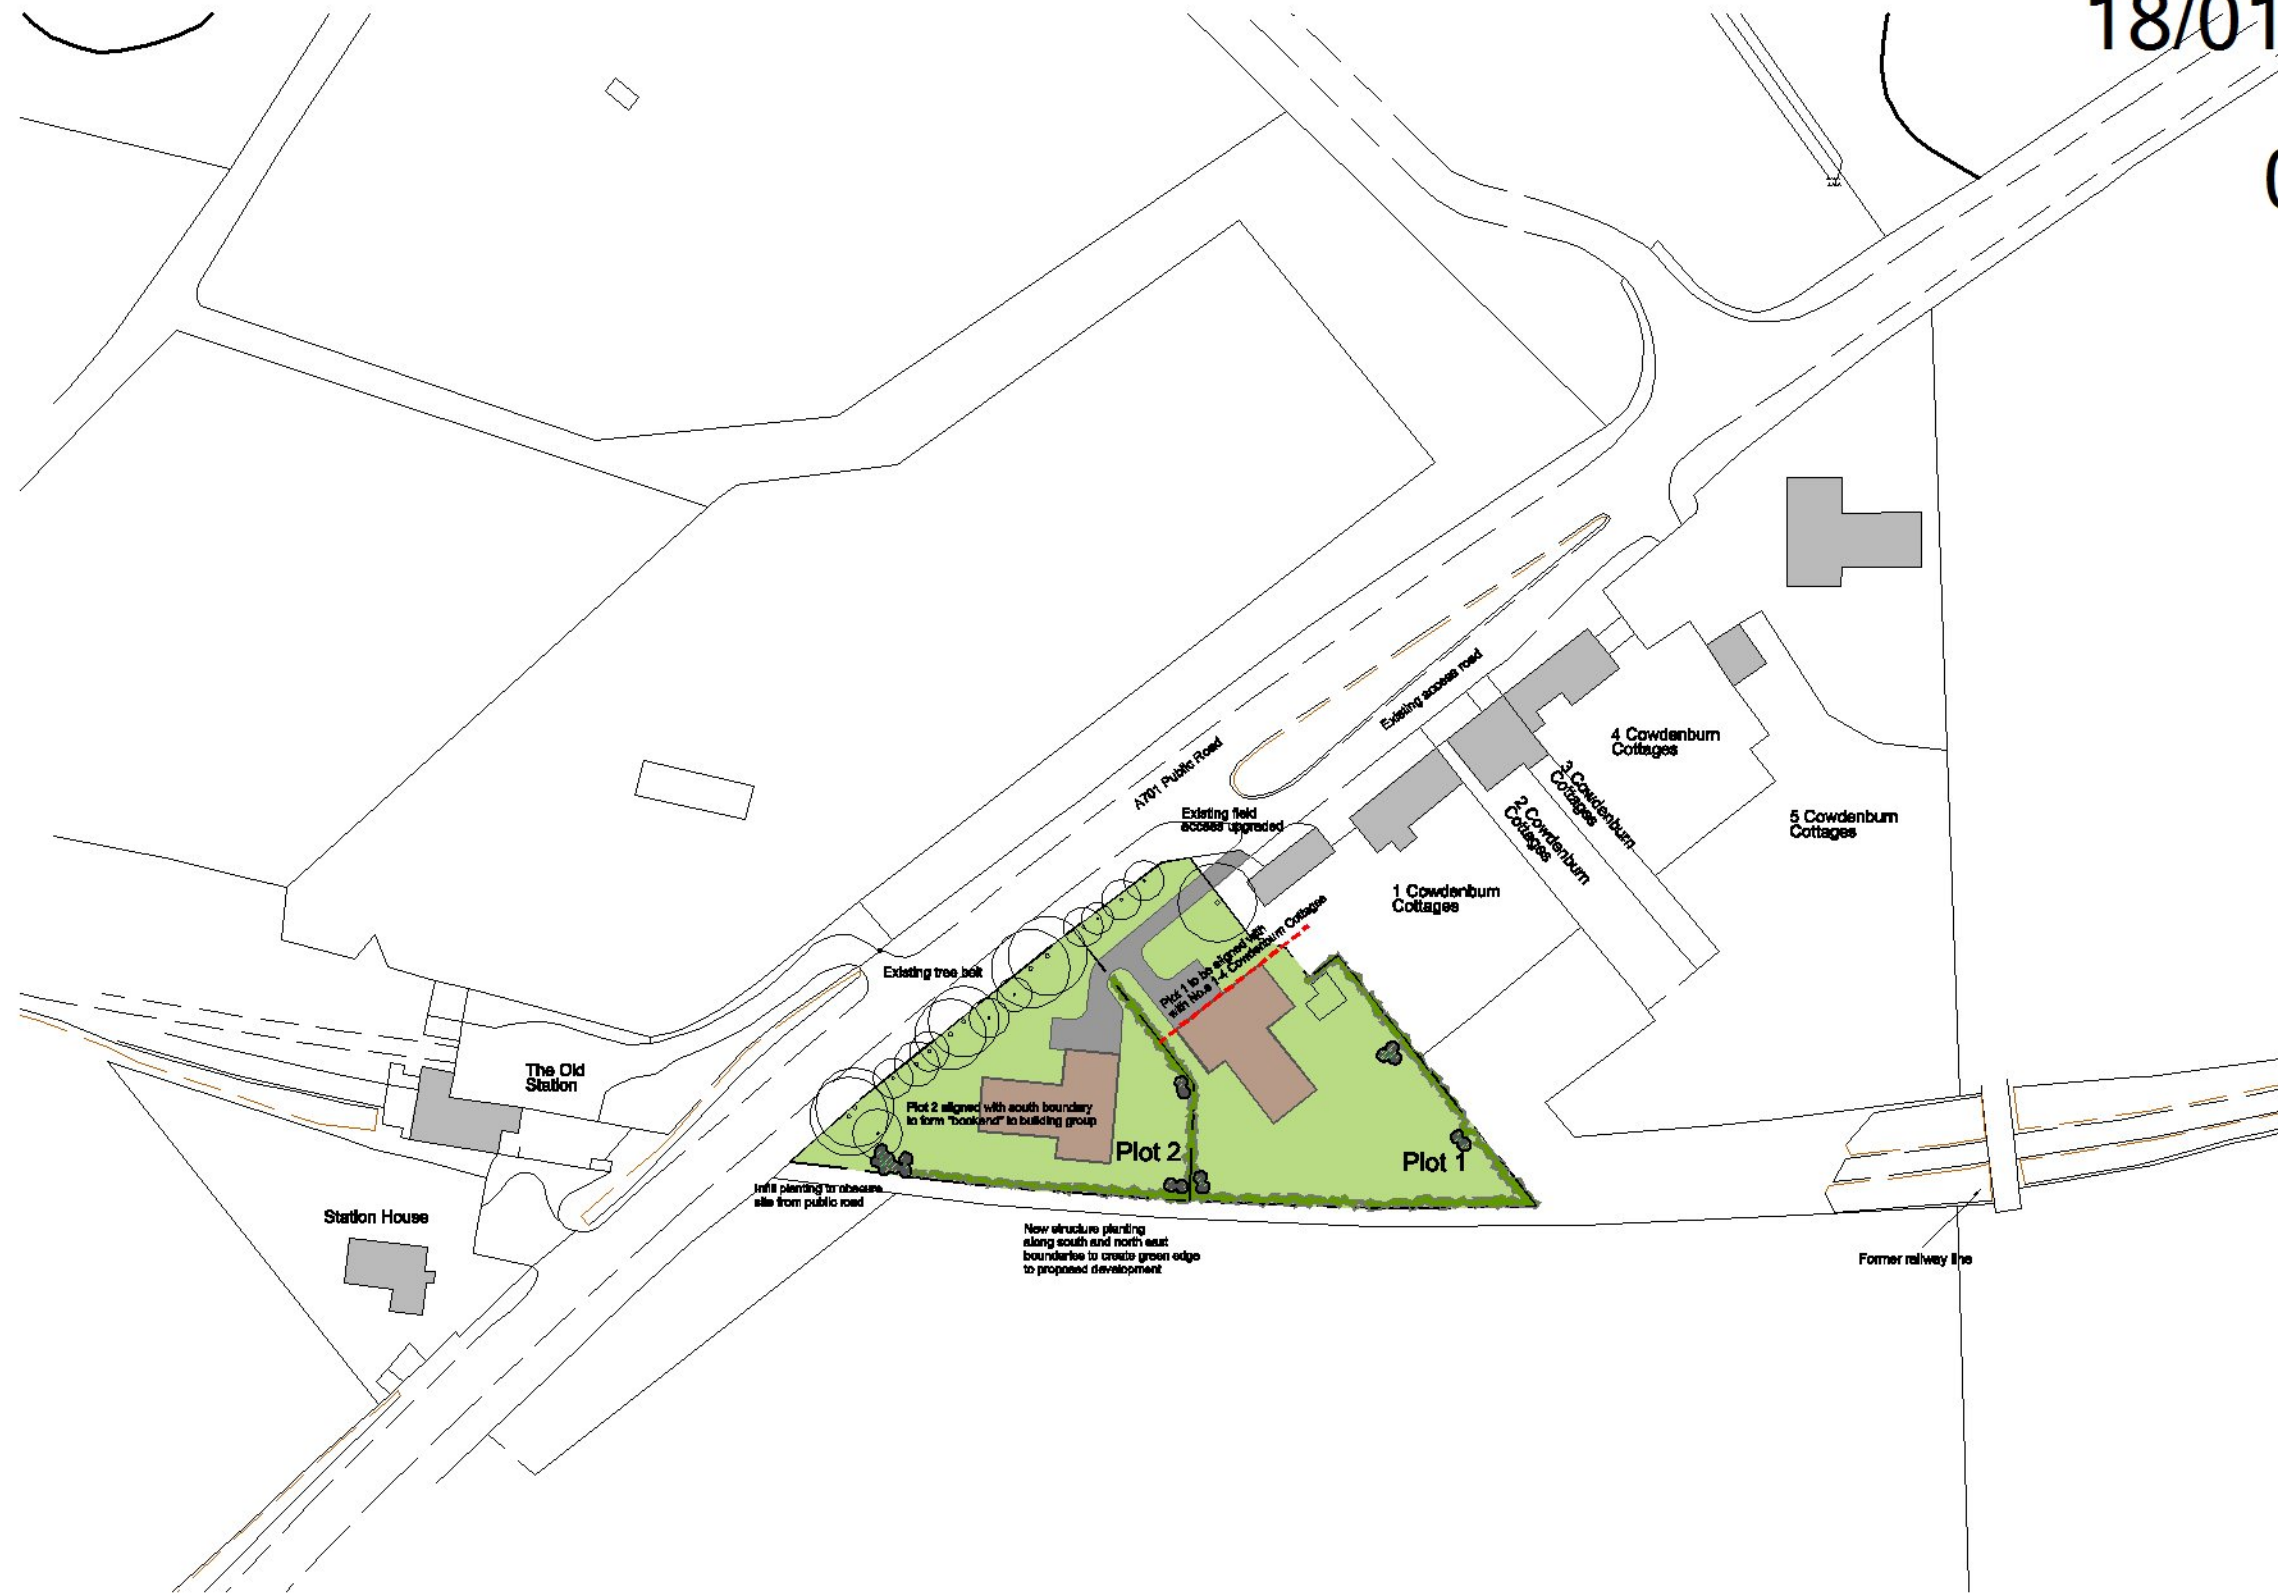 18/01
Existing access road
A701 Public Road
Existing field
access upgraded
4 Cowdenburn
Cottages
3 Cowdenburn
Cottages
2 Cowdenburn
Cottages
5 Cowdenburn
Cottages
1 Cowdenburn
Cottages
Plot 1 to be aligned with
with No.s 1-4 Cowdenburn Cottages
Existing tree belt
The Old
Station
Plot 2 aligned with south boundary
to form "bookend" to building group
Plot 2
Plot 1
Infill planting to obscure
site from public road
Station House
New structure planting
along south and north east
boundaries to create green edge
to proposed development
Former railway line